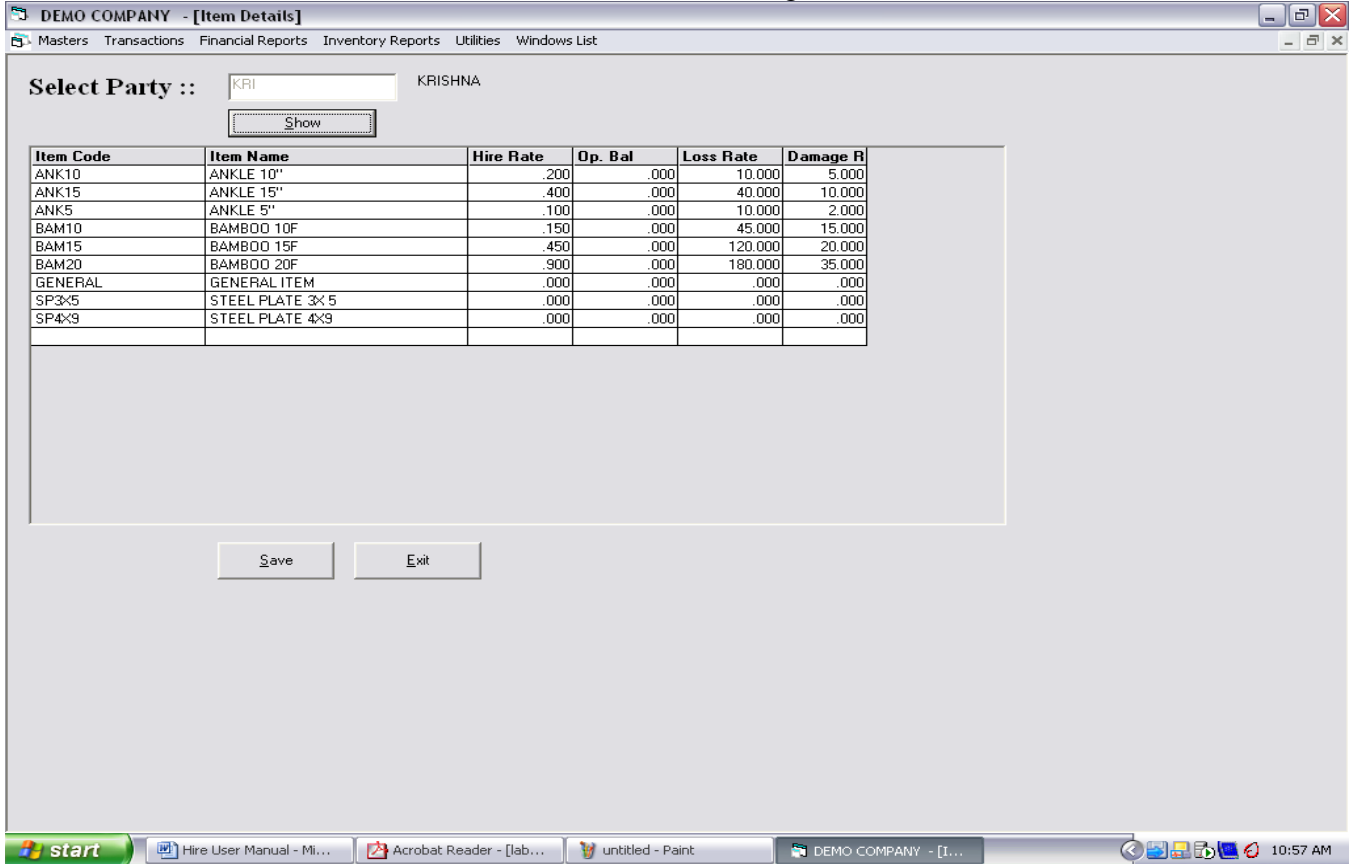 DEMO COMPANY - [Item Details]
Masters Transactions Financial Reports Inventory Reports Utilities Windows List
Select Party :: KRI KRISHNA
Show
Item Code Item Name Hire Rate Op. Bal Loss Rate Damage R
ANK10 ANKLE 10" .200 .000 10.000 5.000
ANK15 ANKLE 15" .400 .000 40.000 10.000
ANK5 ANKLE 5" .100 .000 10.000 2.000
BAM10 BAMBOO 10F .150 .000 45.000 15.000
BAM15 BAMBOO 15F .450 .000 120.000 20.000
BAM20 BAMBOO 20F .900 .000 180.000 35.000
GENERAL GENERAL ITEM .000 .000 .000 .000
SP3X5 STEEL PLATE 3X 5 .000 .000 .000 .000
SP4X9 STEEL PLATE 4X9 .000 .000 .000 .000
Save Exit
start Hire User Manual - Mi... Acrobat Reader - [lab... untitled - Paint DEMO COMPANY - [I... 10:57 AM